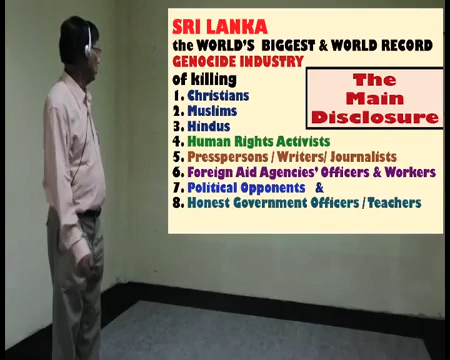 SRI LANKA
the WORLD'S BIGGEST & WORLD RECORD
GENOCIDE INDUSTRY
of killing
1. Christians
2. Muslims
3. Hindus
4. Human Rights Activists
5. Presspersons / Writers/ Journalists
6. Foreign Aid Agencies' Officers & Workers
7. Political Opponents &
8. Honest Government Officers / Teachers
The
Main
Disclosure